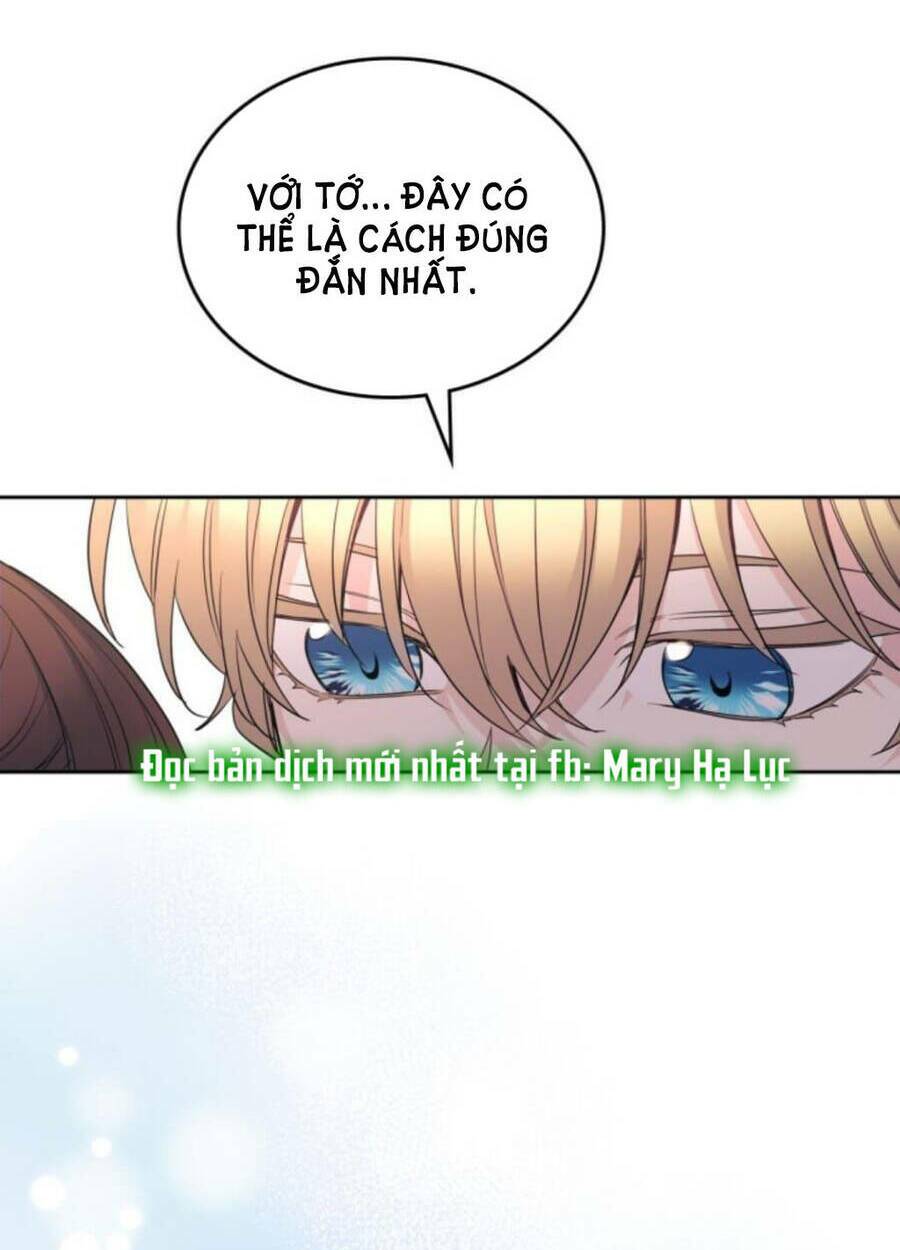 VỚI TỚ... ĐÂY CÓ
THỂ LÀ CÁCH ĐÚNG
ĐẮN NHẤT.
Đọc bản dịch mới nhất tại fb: Mary Hạ Lục